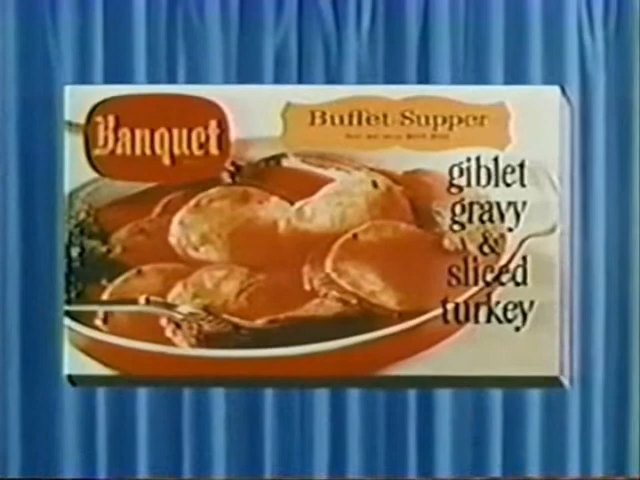 Banquet
Buffet Supper
giblet
gravy
&
sliced
turkey